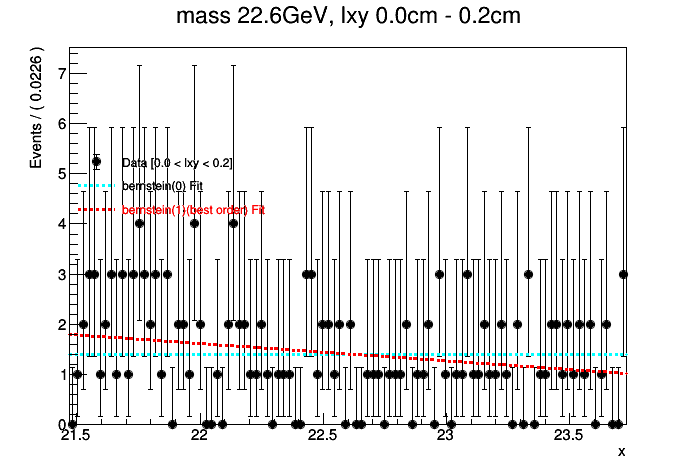 mass 22.6GeV, lxy 0.0cm - 0.2cm
Events / ( 0.0226 )
7
6
5
4
3
2
1
0
Data [0.0 < lxy < 0.2]
bernstein(0) Fit
bernstein(1)(best order) Fit
21.5 22 22.5 23 23.5
x